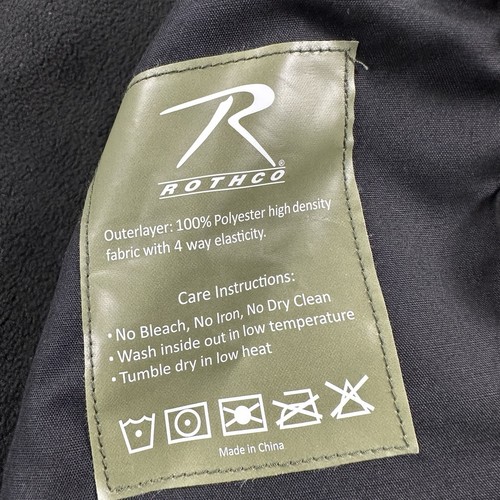 R
ROTHCO®
Outerlayer: 100% Polyester high density
fabric with 4 way elasticity.
Care Instructions:
• No Bleach, No Iron, No Dry Clean
• Wash inside out in low temperature
• Tumble dry in low heat
Made in China